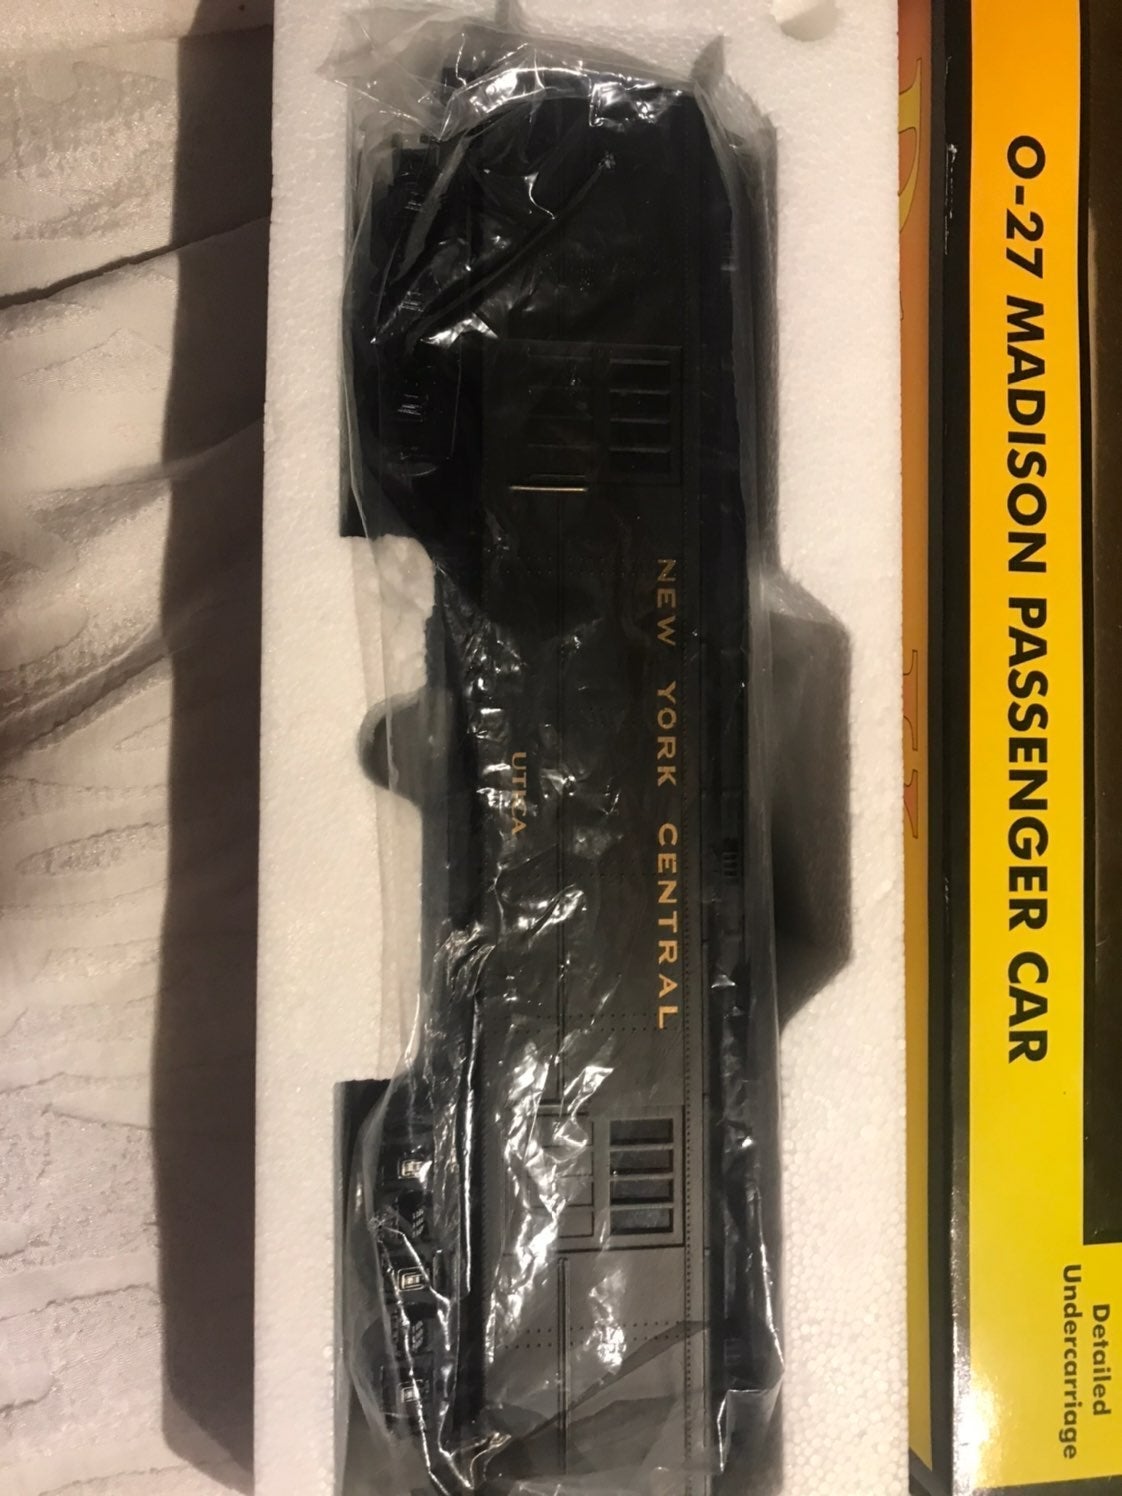 NEW YORK CENTRAL
UTICA
O-27 MADISON PASSENGER CAR
Detailed
Undercarriage